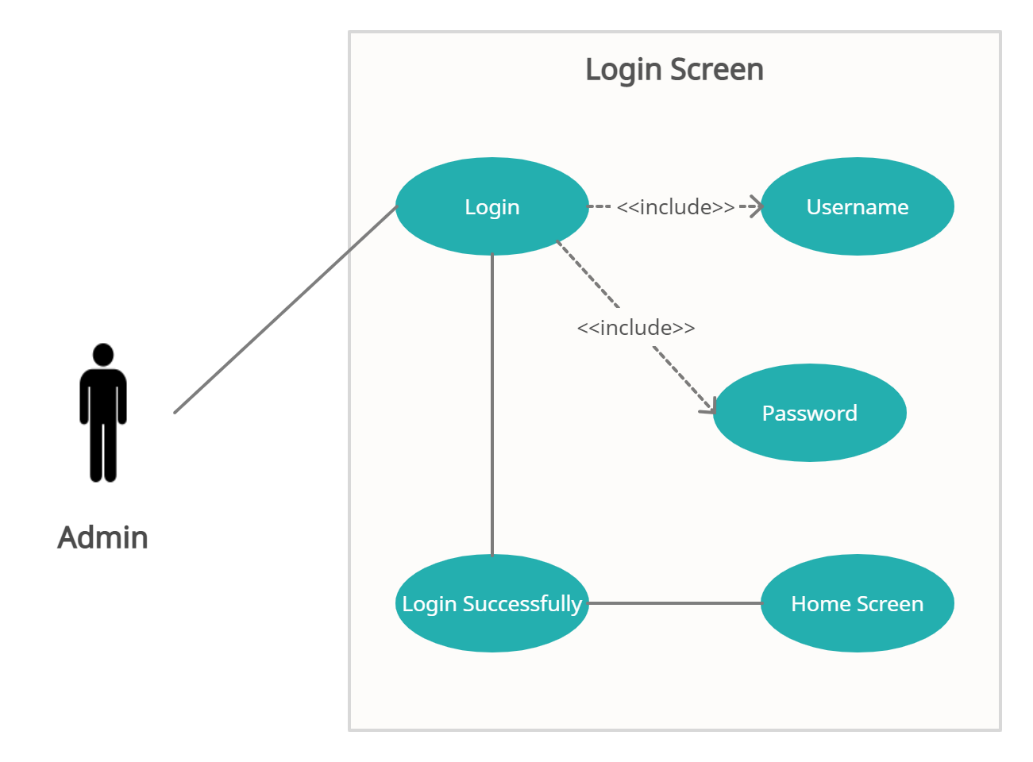 Login Screen
Login
<<include>>
Username
<<include>>
Password
Admin
Login Successfully
Home Screen